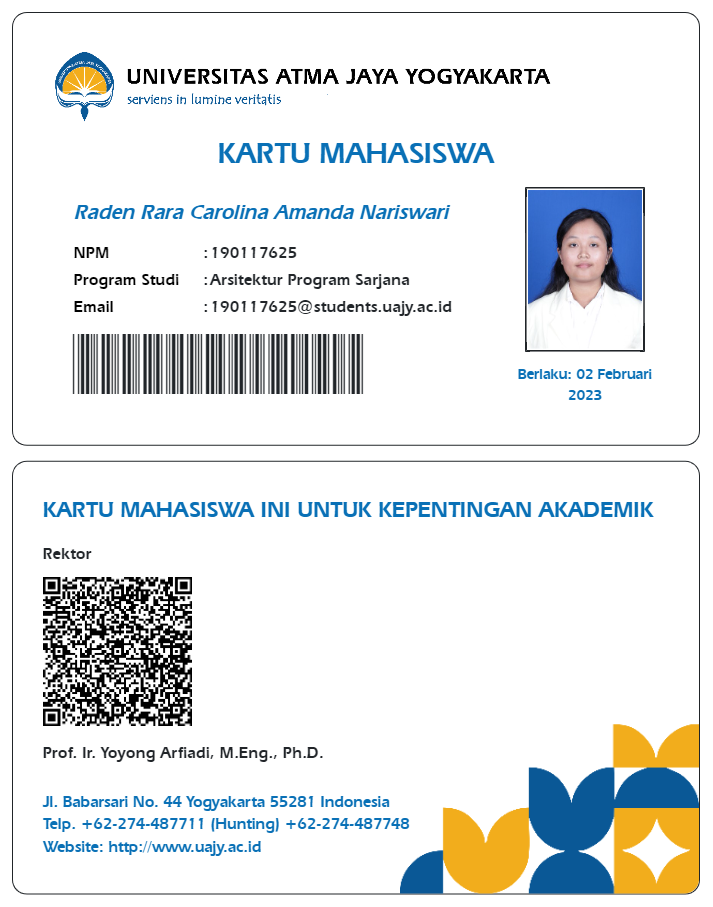 UNIVERSITAS ATMA JAYA YOGYAKARTA
serviens in lumine veritatis
KARTU MAHASISWA
Raden Rara Carolina Amanda Nariswari
NPM : 190117625
Program Studi : Arsitektur Program Sarjana
Email : 190117625@students.uajy.ac.id
Berlaku: 02 Februari
2023
KARTU MAHASISWA INI UNTUK KEPENTINGAN AKADEMIK
Rektor
Prof. Ir. Yoyong Arfiadi, M.Eng., Ph.D.
Jl. Babarsari No. 44 Yogyakarta 55281 Indonesia
Telp. +62-274-487711 (Hunting) +62-274-487748
Website: http://www.uajy.ac.id